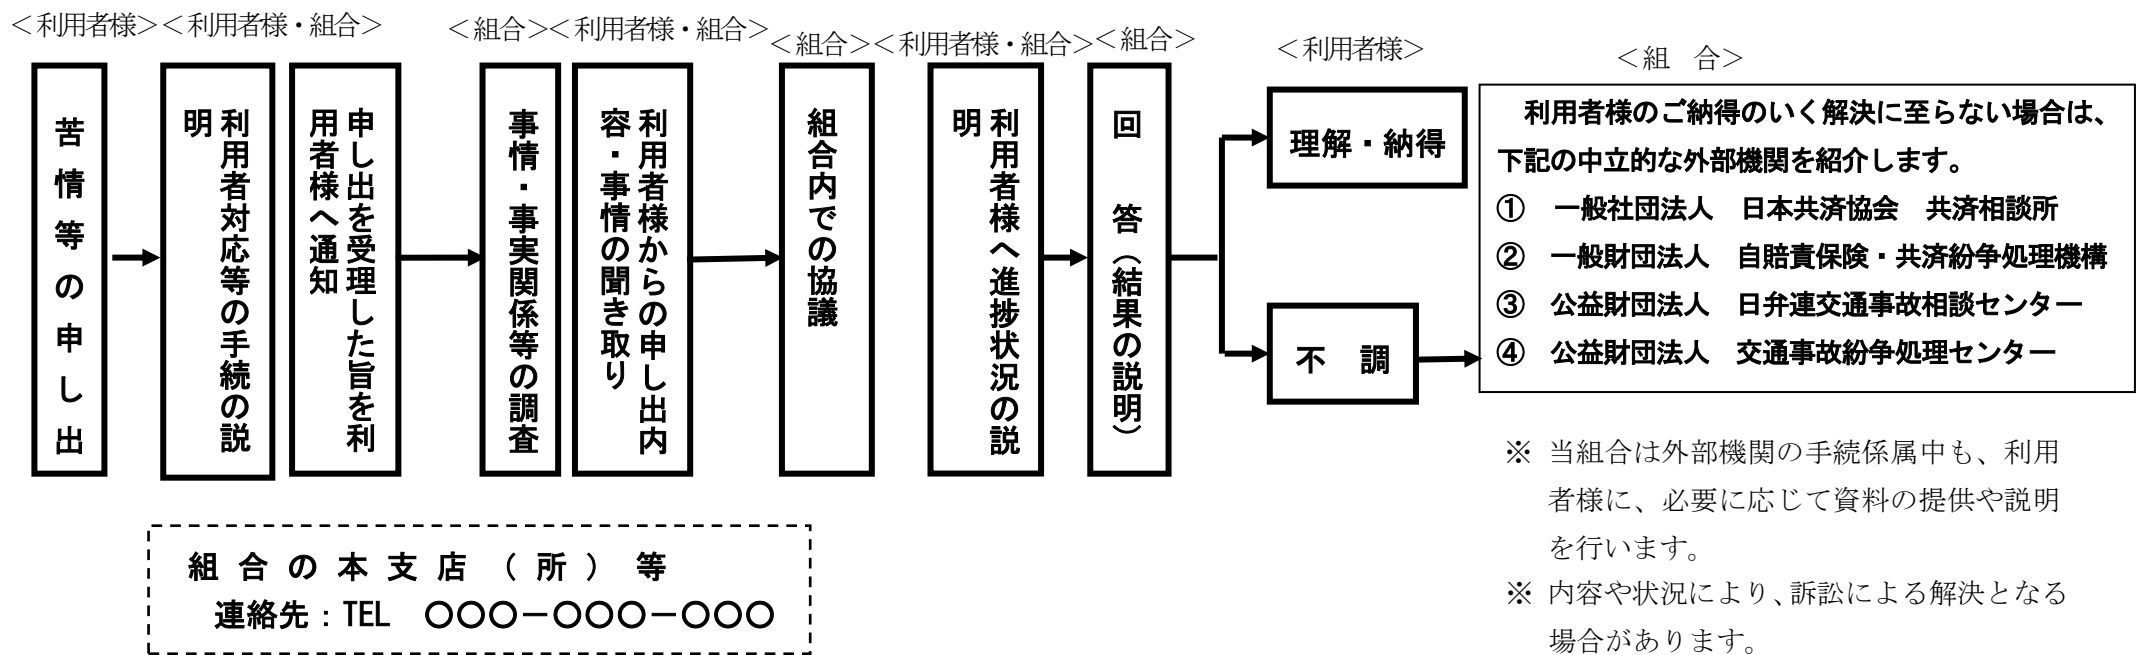 ＜利用者様＞
＜利用者様・組合＞
＜組合＞
＜利用者様・組合＞
＜組合＞
＜利用者様・組合＞
＜組合＞
＜利用者様＞
＜組　合＞
苦情等の申し出
利用者対応等の手続の説
明
申し出を受理した旨を利
用者様へ通知
事情・事実関係等の調査
利用者様からの申し出内
容・事情の聞き取り
組合内での協議
利用者様へ進捗状況の説
明
回　答（結果の説明）
理解・納得
不　調
利用者様のご納得のいく解決に至らない場合は、
下記の中立的な外部機関を紹介します。
①　一般社団法人　日本共済協会　共済相談所
②　一般財団法人　自賠責保険・共済紛争処理機構
③　公益財団法人　日弁連交通事故相談センター
④　公益財団法人　交通事故紛争処理センター
※ 当組合は外部機関の手続係属中も、利用
者様に、必要に応じて資料の提供や説明
を行います。
※ 内容や状況により、訴訟による解決となる
場合があります。
組合の本支店（所）等
連絡先：TEL　○○○－○○○－○○○